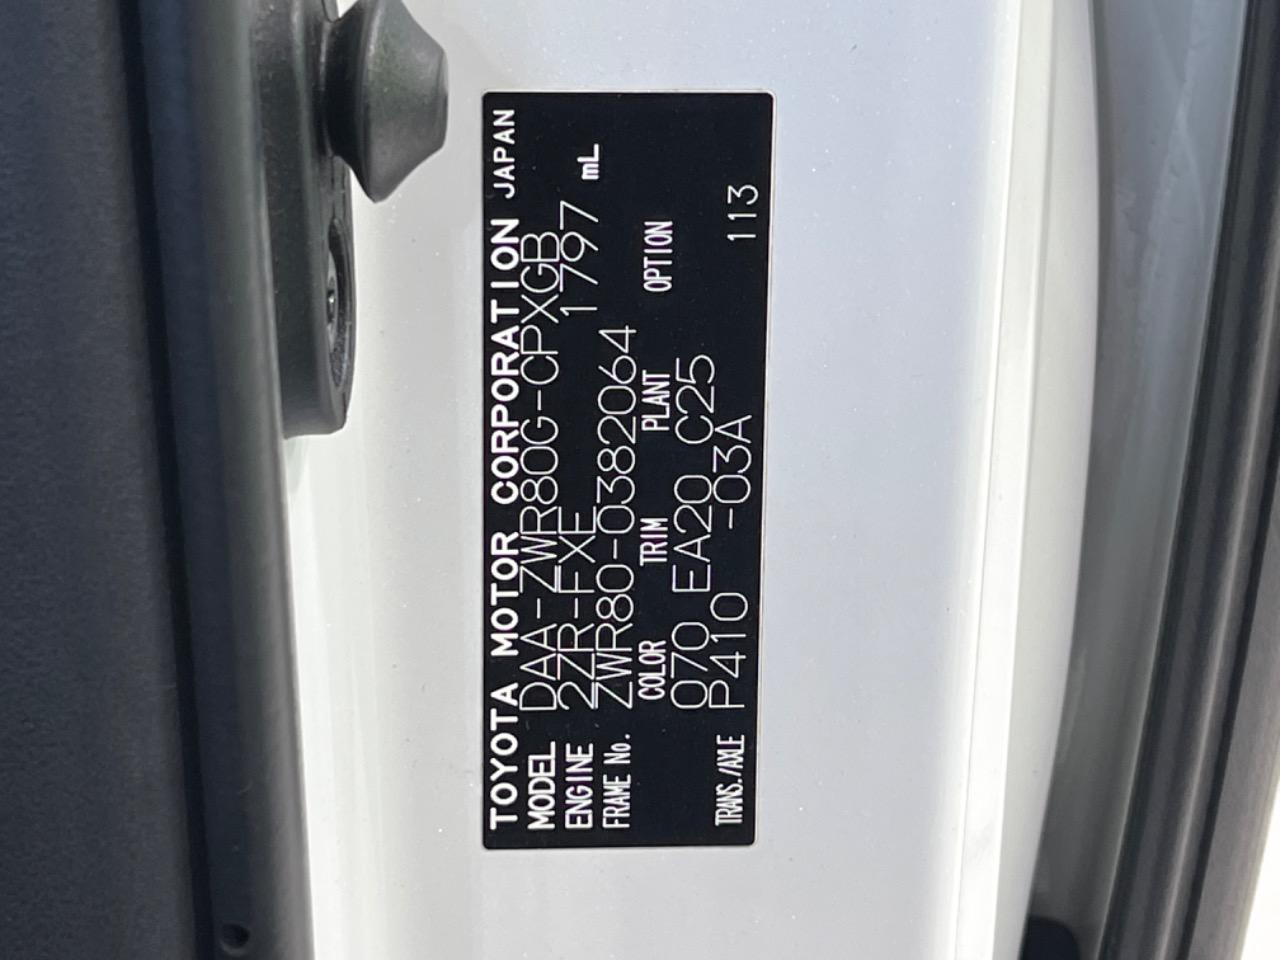 TOYOTA MOTOR CORPORATION JAPAN
MODEL DAA-ZWR80G-CPXGB
ENGINE 2ZR-FXE 1797 mL
FRAME No. ZWR80-0382064
COLOR TRIM PLANT OPTION
070 EA20 C25
TRANS./AXLE P410 -03A 113